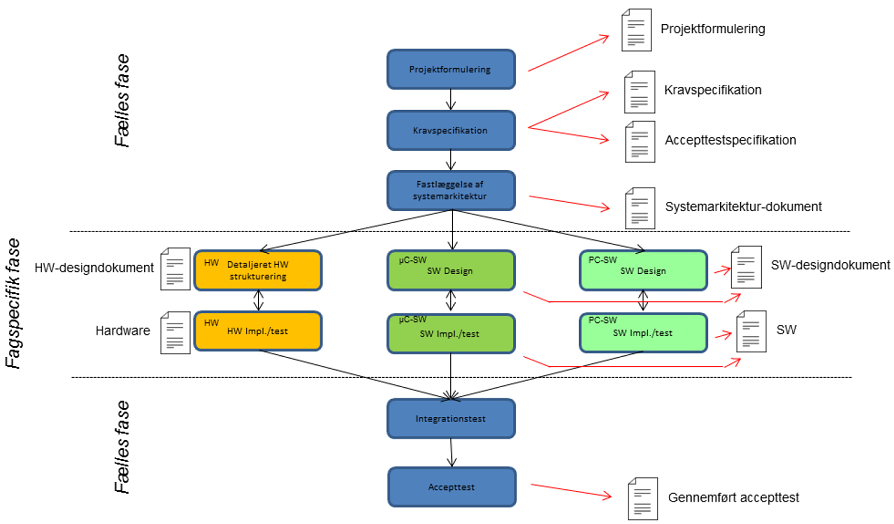 Fælles fase
Projektformulering
Projektformulering
Kravspecifikation
Kravspecifikation
Accepttestspecifikation
Fastlæggelse af
systemarkitektur
Systemarkitektur-dokument
Fagspecifik fase
HW-designdokument
HW
Detaljeret HW
strukturering
µC-SW
SW Design
PC-SW
SW Design
SW-designdokument
Hardware
HW
HW Impl./test
µC-SW
SW Impl./test
PC-SW
SW Impl./test
SW
Fælles fase
Integrationstest
Accepttest
Gennemført accepttest